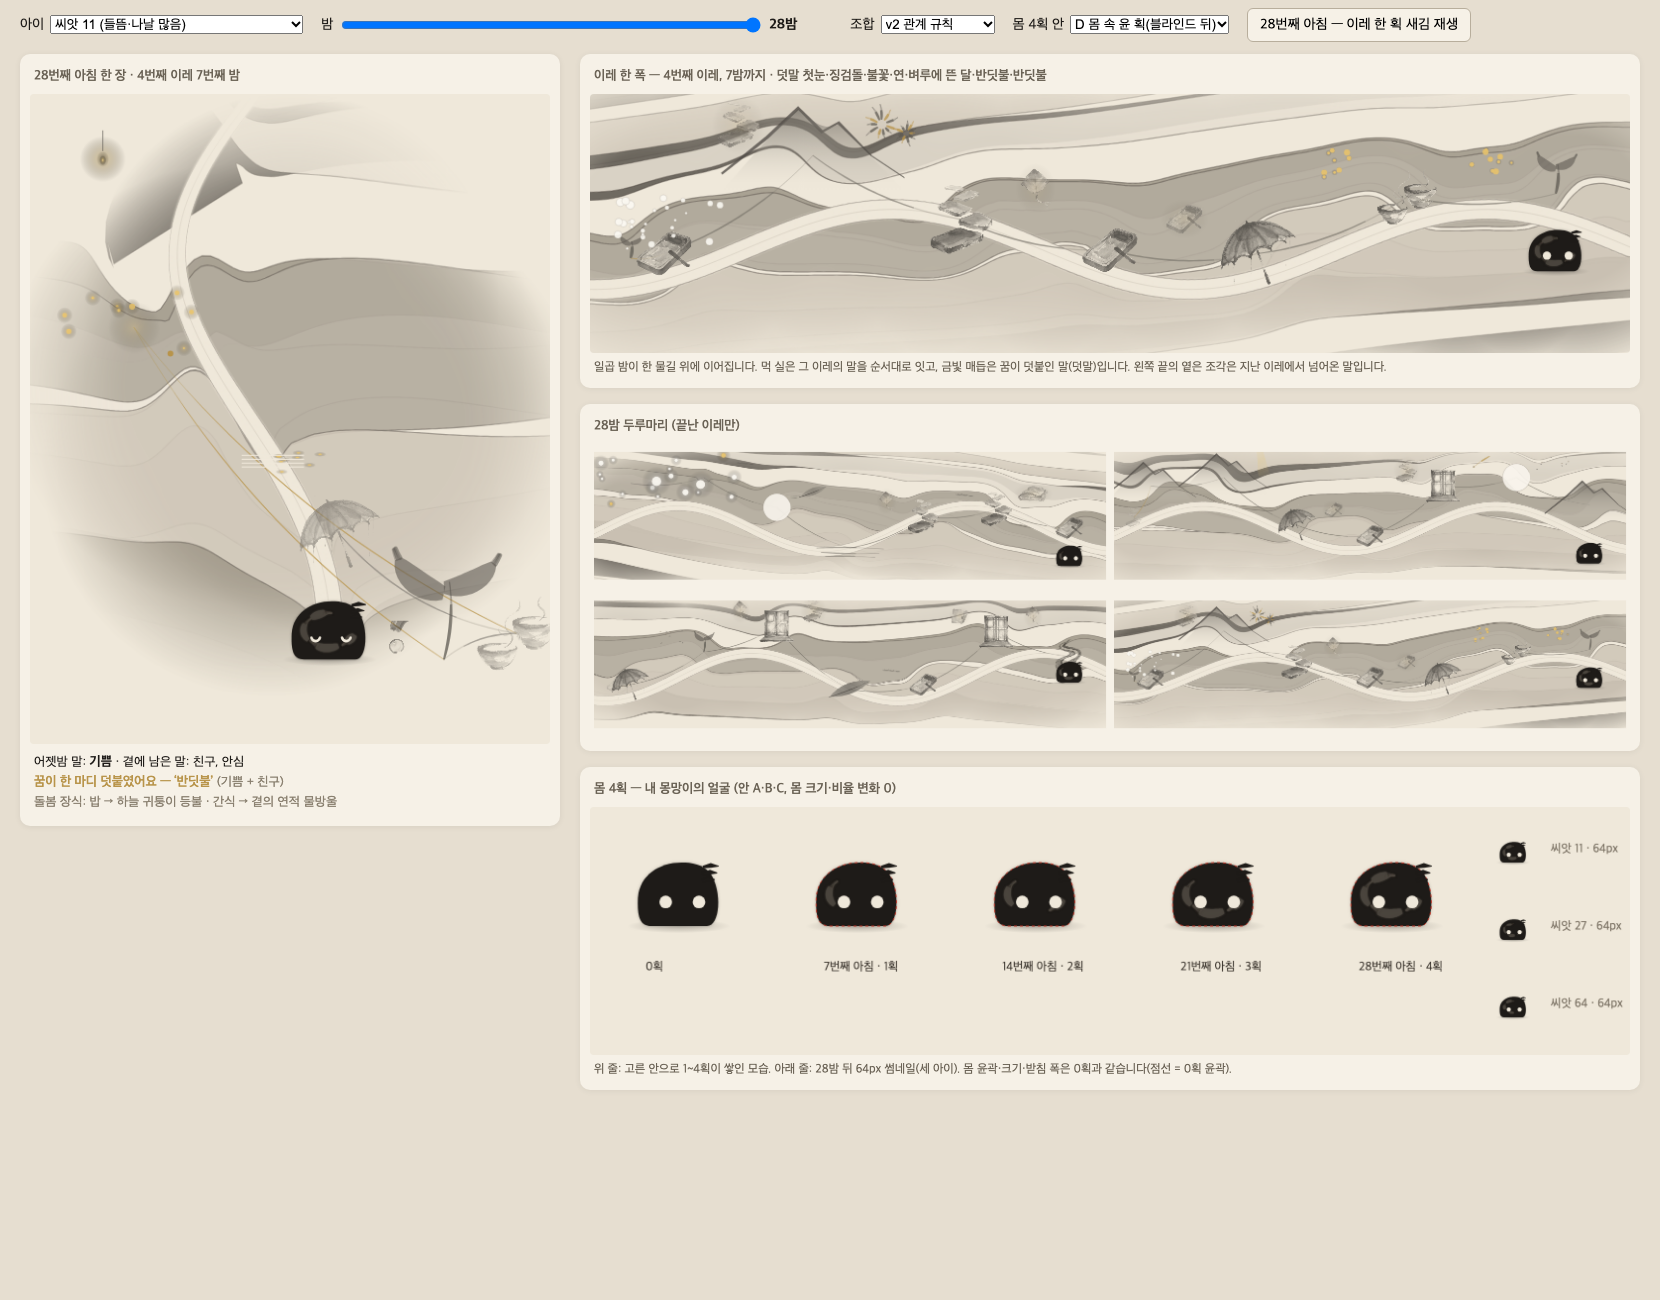 아이 씨앗 11 (들뜸·나날 많음) 밤 28밤 조합 v2 관계 규칙 몸 4획 안 D 몸 속 윤 획(블라인드 뒤) 28번째 아침 — 이레 한 획 새김 재생
28번째 아침 한 장 · 4번째 이레 7번째 밤
어젯밤 말: 기쁨 · 곁에 남은 말: 친구, 안심
꿈이 한 마디 덧붙였어요 — '반딧불' (기쁨 + 친구)
돌봄 장식: 밥 → 하늘 귀퉁이 등불 · 간식 → 곁의 연적 물방울
이레 한 폭 — 4번째 이레, 7밤까지 · 덧말 첫눈·징검돌·불꽃·연·벼루에 뜬 달·반딧불·반딧불
일곱 밤이 한 물길 위에 이어집니다. 먹 실은 그 이레의 말을 순서대로 잇고, 금빛 매듭은 꿈이 덧붙인 말(덧말)입니다. 왼쪽 끝의 옅은 조각은 지난 이레에서 넘어온 말입니다.
28밤 두루마리 (끝난 이레만)
몸 4획 — 내 몽망이의 얼굴 (안 A·B·C, 몸 크기·비율 변화 0)
씨앗 11 · 64px
씨앗 27 · 64px
씨앗 64 · 64px
0획 7번째 아침 · 1획 14번째 아침 · 2획 21번째 아침 · 3획 28번째 아침 · 4획
위 줄: 고른 안으로 1~4획이 쌓인 모습. 아래 줄: 28밤 뒤 64px 썸네일(세 아이). 몸 윤곽·크기·받침 폭은 0획과 같습니다(점선 = 0획 윤곽).